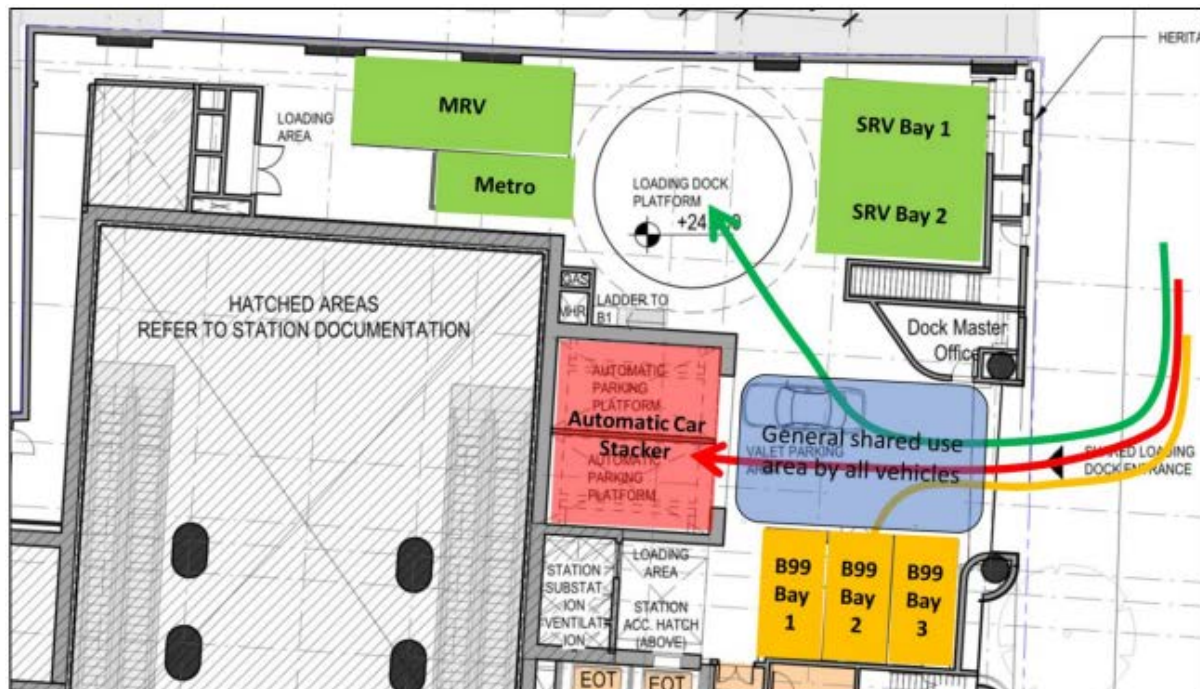 HERITA
MRV
LOADING
AREA
SRV Bay 1
Metro
LOADING DOCK
PLATFORM
SRV Bay 2
+24
GAS
MHR
LADDER TO
B1
HATCHED AREAS
REFER TO STATION DOCUMENTATION
Dock Master
Office
AUTOMATIC
PARKING
PLATFORM
Automatic Car
Stacker
AUTOMATIC
PARKING
PLATFORM
General shared use
area by all vehicles
VALET PARKING
SHARED LOADING
DOCK ENTRANCE
STATION
SUBSTAT
ION
VENTILAT
ION
LOADING
AREA
STATION
ACC. HATCH
(ABOVE)
B99
Bay
1
B99
Bay
2
B99
Bay
3
EOT
EOT